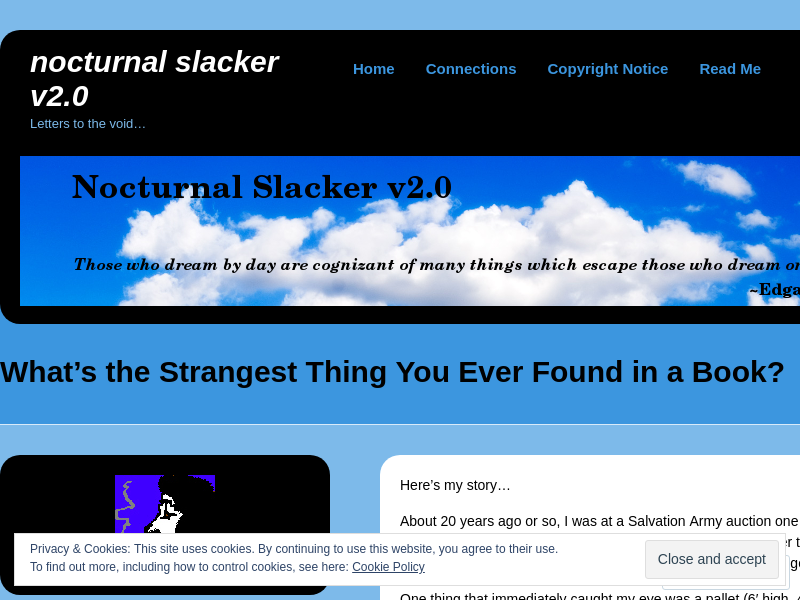 nocturnal slacker
v2.0
Letters to the void…
Home Connections Copyright Notice Read Me
Nocturnal Slacker v2.0
Those who dream by day are cognizant of many things which escape those who dream
~Edga
What’s the Strangest Thing You Ever Found in a Book?
Here’s my story…
About 20 years ago or so, I was at a Salvation Army auction one
Privacy & Cookies: This site uses cookies. By continuing to use this website, you agree to their use.
To find out more, including how to control cookies, see here: Cookie Policy
Close and accept
One thing that immediately caught my eye was a pallet (6′ high,